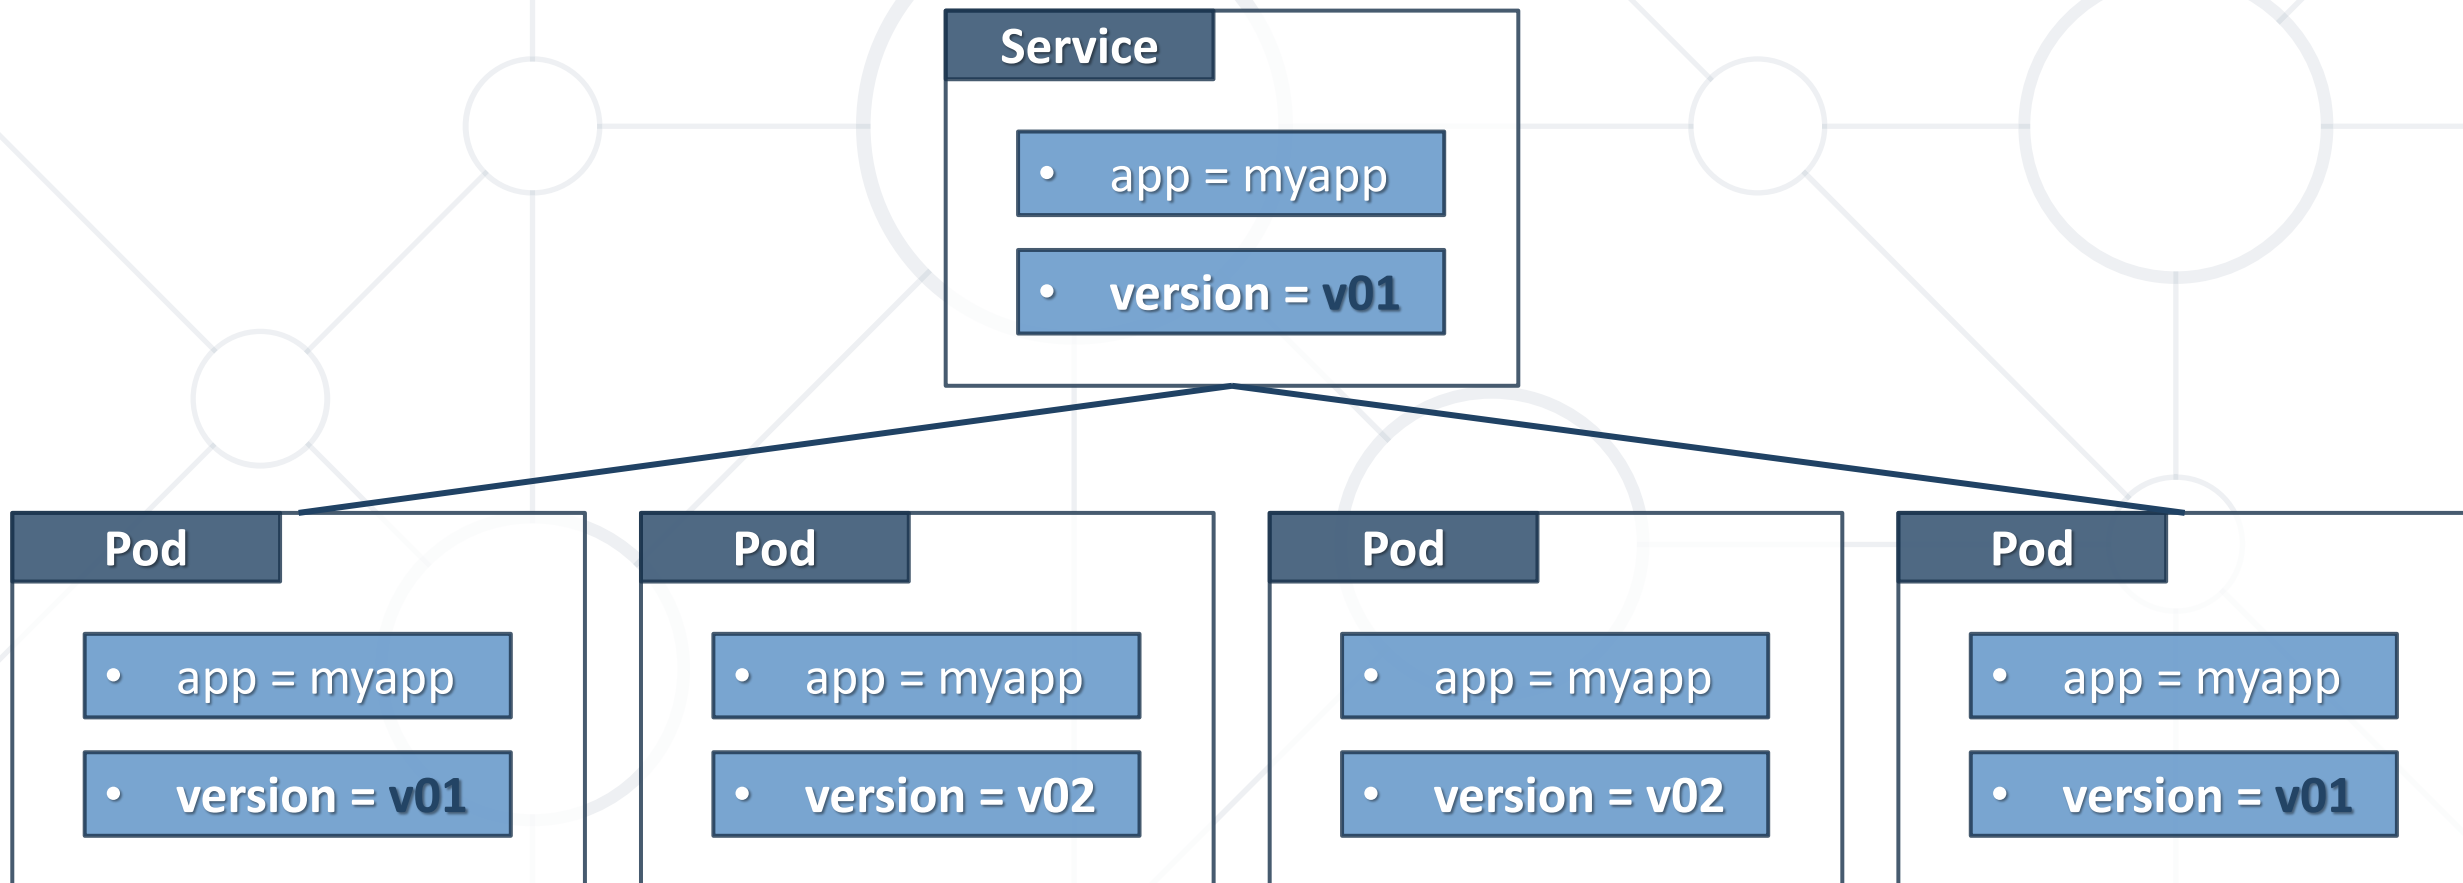 Service
• app = myapp
• version = v01
Pod
• app = myapp
• version = v01
Pod
• app = myapp
• version = v02
Pod
• app = myapp
• version = v02
Pod
• app = myapp
• version = v01